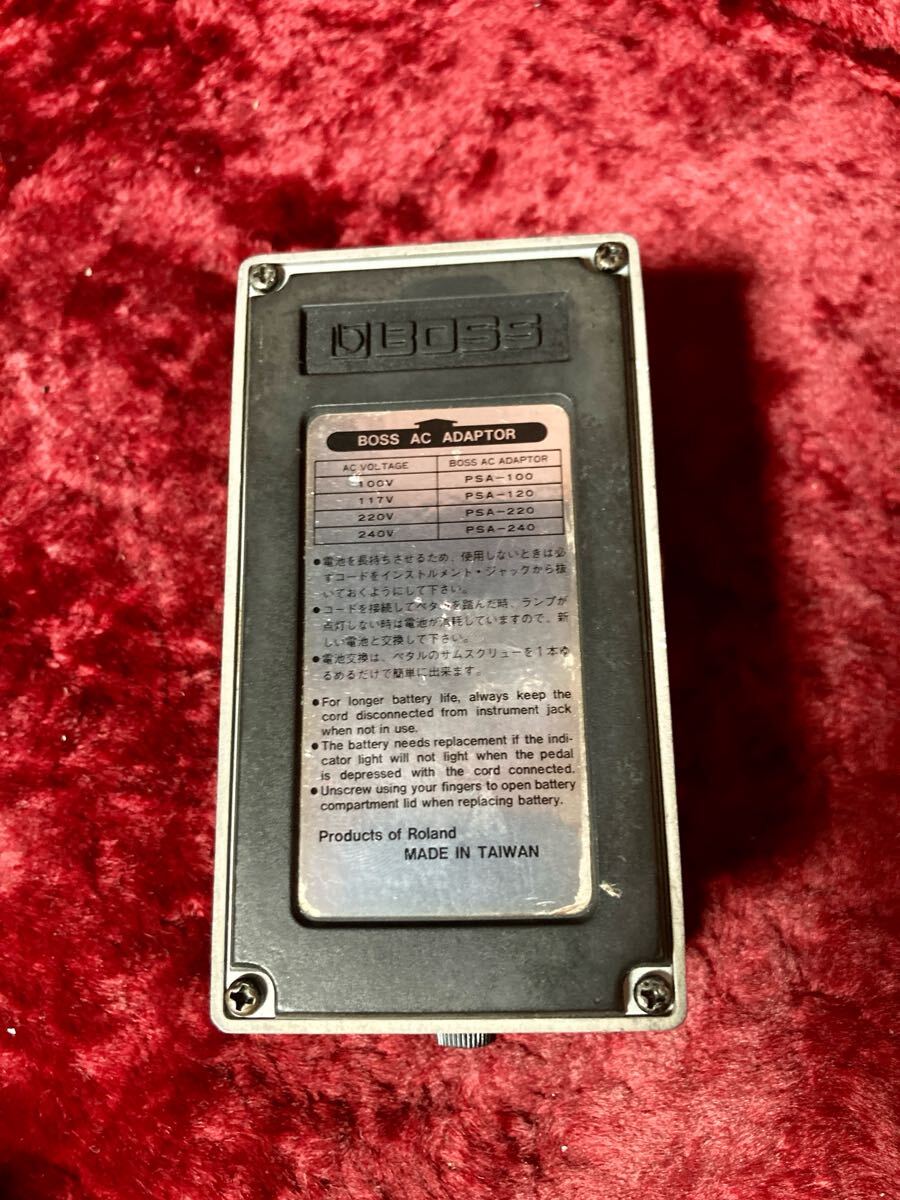 BOSS
BOSS AC ADAPTOR
AC VOLTAGE BOSS AC ADAPTOR
100V PSA-100
117V PSA-120
220V PSA-220
240V PSA-240
●電池を長持ちさせるため、使用しないときは必
ずコードをインストルメント・ジャックから抜
いておくようにして下さい。
●コードを接続してペタルを踏んだ時、ランプが
点灯しない時は電池が消耗していますので、新
しい電池と交換して下さい。
●電池交換は、ペタルのサムスクリューを1本ゆ
るめるだけで簡単に出来ます。
●For longer battery life, always keep the
cord disconnected from instrument jack
when not in use.
●The battery needs replacement if the indi-
cator light will not light when the pedal
is depressed with the cord connected.
●Unscrew using your fingers to open battery
compartment lid when replacing battery.
Products of Roland
MADE IN TAIWAN